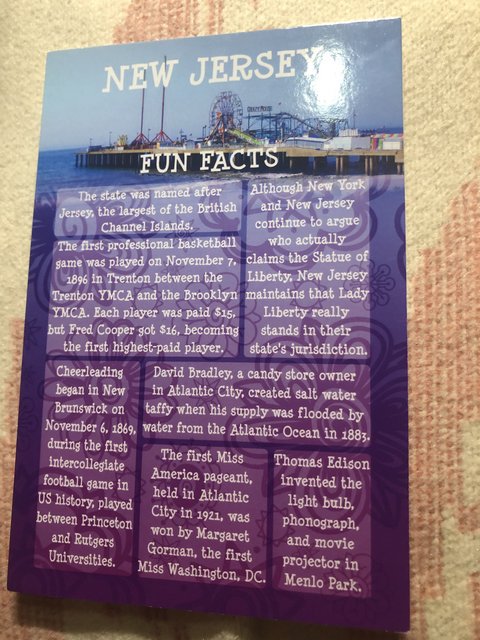 NEW JERSEY
CRAZY MOUSE
FUN FACTS
The state was named after
Jersey, the largest of the British
Channel Islands.
Although New York
and New Jersey
continue to argue
who actually
claims the Statue of
Liberty, New Jersey
maintains that Lady
Liberty really
stands in their
state's jurisdiction.
The first professional basketball
game was played on November 7,
1896 in Trenton between the
Trenton YMCA and the Brooklyn
YMCA. Each player was paid $15,
but Fred Cooper got $16, becoming
the first highest-paid player.
Cheerleading
began in New
Brunswick on
November 6, 1869,
during the first
intercollegiate
football game in
US history, played
between Princeton
and Rutgers
Universities.
David Bradley, a candy store owner
in Atlantic City, created salt water
taffy when his supply was flooded by
water from the Atlantic Ocean in 1883.
The first Miss
America pageant,
held in Atlantic
City in 1921, was
won by Margaret
Gorman, the first
Miss Washington, DC.
Thomas Edison
invented the
light bulb,
phonograph,
and movie
projector in
Menlo Park.